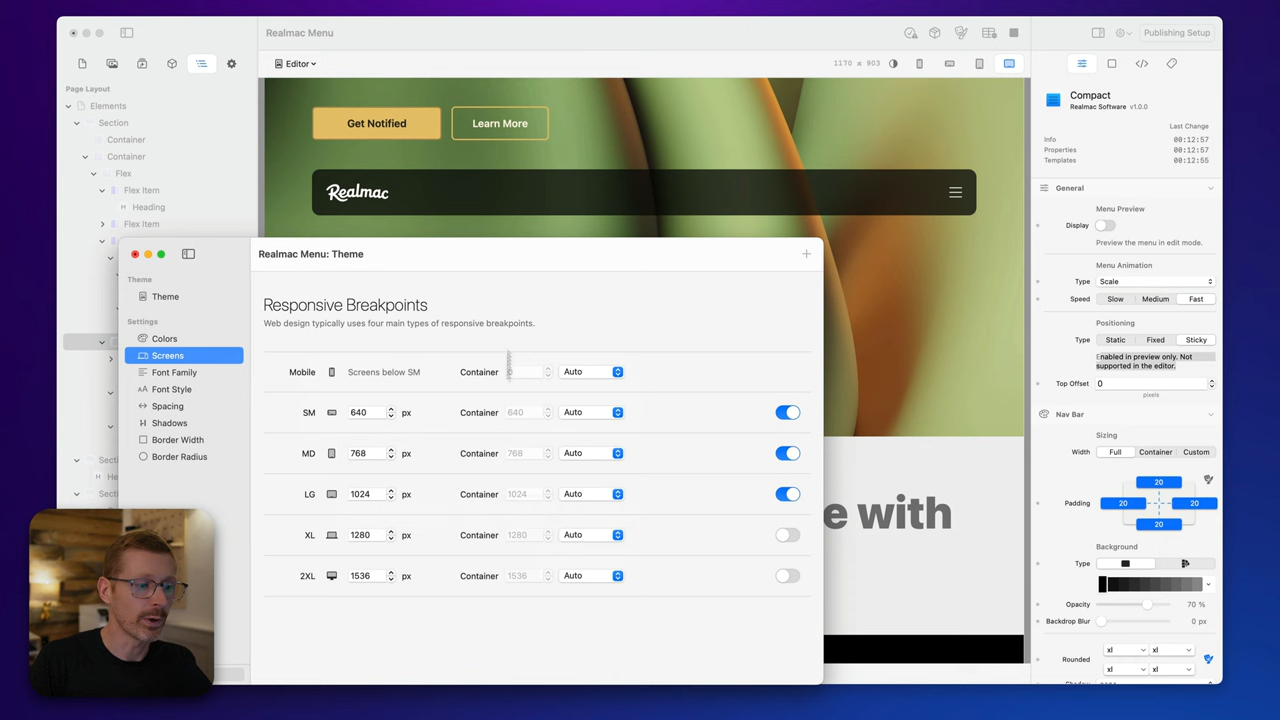 Realmac Menu
Publishing Setup
Editor
1170 × 903
Page Layout
Elements
Section
Container
Container
Flex
Flex Item
Heading
Flex Item
Get Notified
Learn More
Realmac
Compact
Realmac Software v1.0.0
Last Change
Info 00:12:57
Properties 00:12:57
Templates 00:12:55
General
Menu Preview
Display
Preview the menu in edit mode.
Menu Animation
Type Scale
Speed Slow Medium Fast
Positioning
Type Static Fixed Sticky
Enabled in preview only. Not
supported in the editor.
Top Offset 0
pixels
Nav Bar
Sizing
Width Full Container Custom
20
Padding 20 20
20
Background
Type
Opacity 70 %
Backdrop Blur 0 px
Rounded xl xl
xl xl
Realmac Menu: Theme
Theme
Theme
Settings
Colors
Screens
Font Family
Font Style
Spacing
Shadows
Border Width
Border Radius
Responsive Breakpoints
Web design typically uses four main types of responsive breakpoints.
Mobile Screens below SM Container Auto
SM 640 px Container 640 Auto
MD 768 px Container 768 Auto
LG 1024 px Container 1024 Auto
XL 1280 px Container 1280 Auto
2XL 1536 px Container 1536 Auto
e with